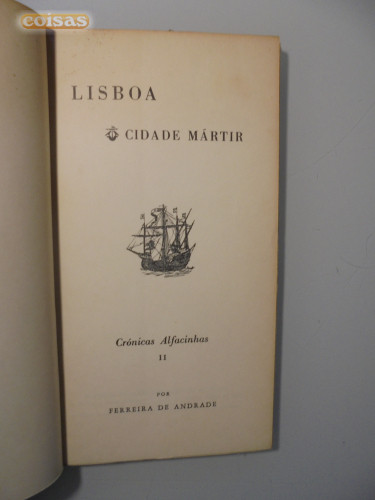 coisas
LISBOA
CIDADE MÁRTIR
Crónicas Alfacinhas
II
POR
FERREIRA DE ANDRADE